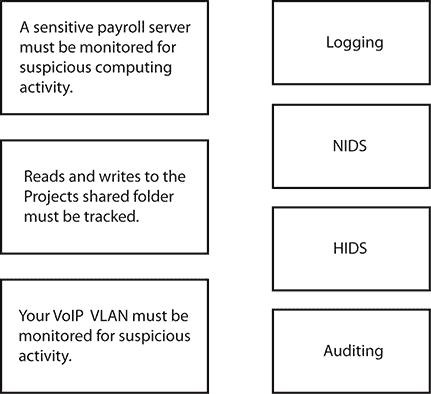 A sensitive payroll server
must be monitored for
suspicious computing
activity.
Reads and writes to the
Projects shared folder
must be tracked.
Your VoIP VLAN must be
monitored for suspicious
activity.
Logging
NIDS
HIDS
Auditing